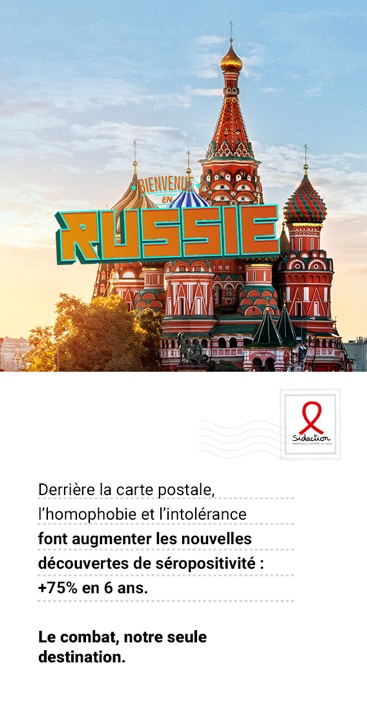 BIENVENUE
EN
RUSSIE
Sidaction
Derrière la carte postale,
l’homophobie et l’intolérance
font augmenter les nouvelles
découvertes de séropositivité :
+75% en 6 ans.
Le combat, notre seule
destination.